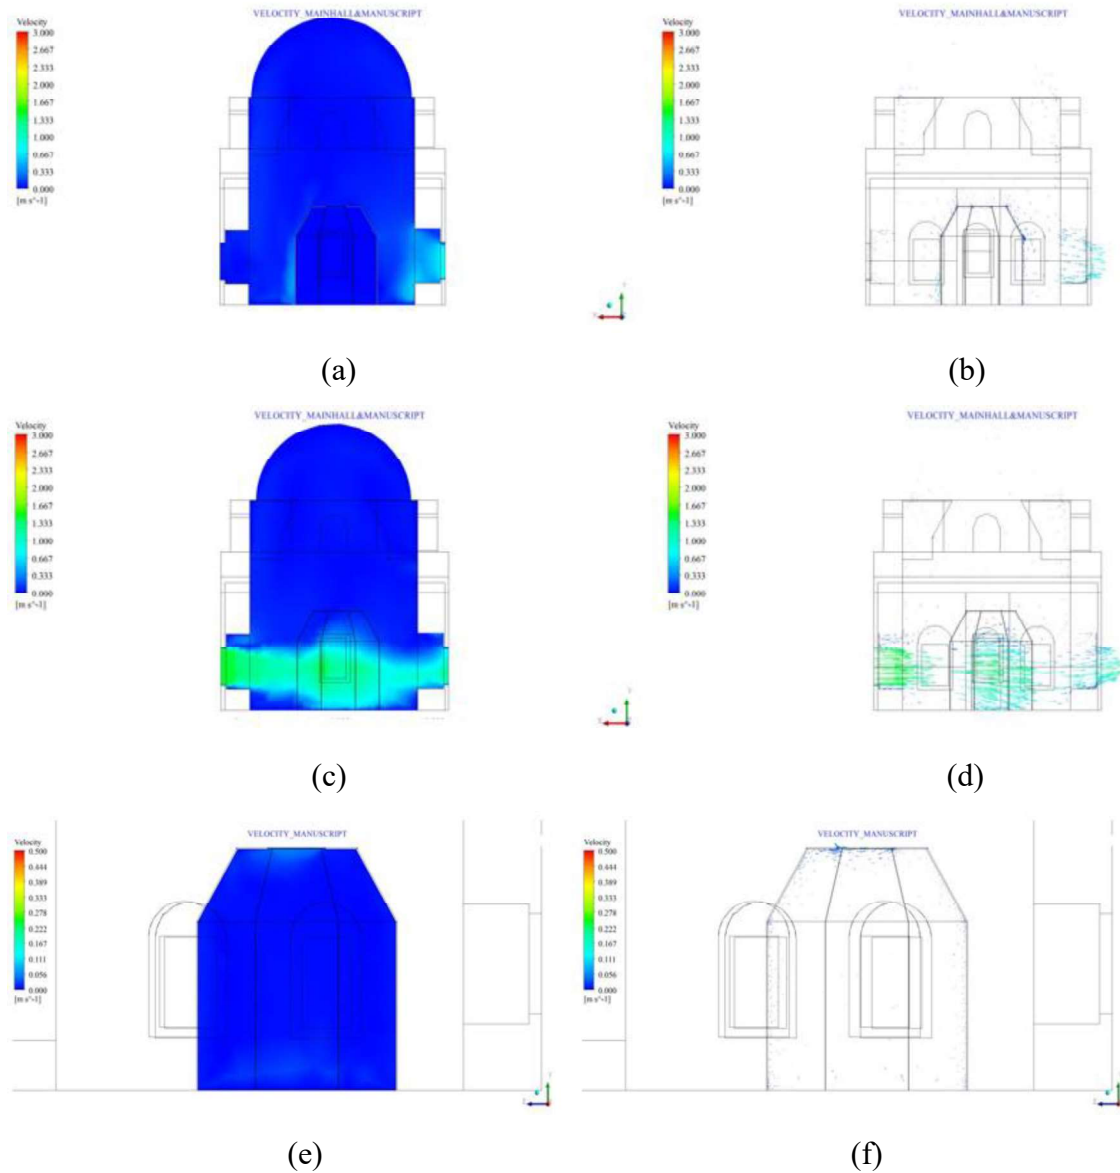 VELOCITY_MAINHALL&MANUSCRIPT
Velocity
3.000
2.667
2.333
2.000
1.667
1.333
1.000
0.667
0.333
0.000
[m s^-1]
(a)
VELOCITY_MAINHALL&MANUSCRIPT
Velocity
3.000
2.667
2.333
2.000
1.667
1.333
1.000
0.667
0.333
0.000
[m s^-1]
(b)
VELOCITY_MAINHALL&MANUSCRIPT
Velocity
3.000
2.667
2.333
2.000
1.667
1.333
1.000
0.667
0.333
0.000
[m s^-1]
(c)
VELOCITY_MAINHALL&MANUSCRIPT
Velocity
3.000
2.667
2.333
2.000
1.667
1.333
1.000
0.667
0.333
0.000
[m s^-1]
(d)
VELOCITY_MANUSCRIPT
Velocity
0.500
0.444
0.389
0.333
0.278
0.222
0.167
0.111
0.056
0.000
[m s^-1]
(e)
VELOCITY_MANUSCRIPT
Velocity
0.500
0.444
0.389
0.333
0.278
0.222
0.167
0.111
0.056
0.000
[m s^-1]
(f)